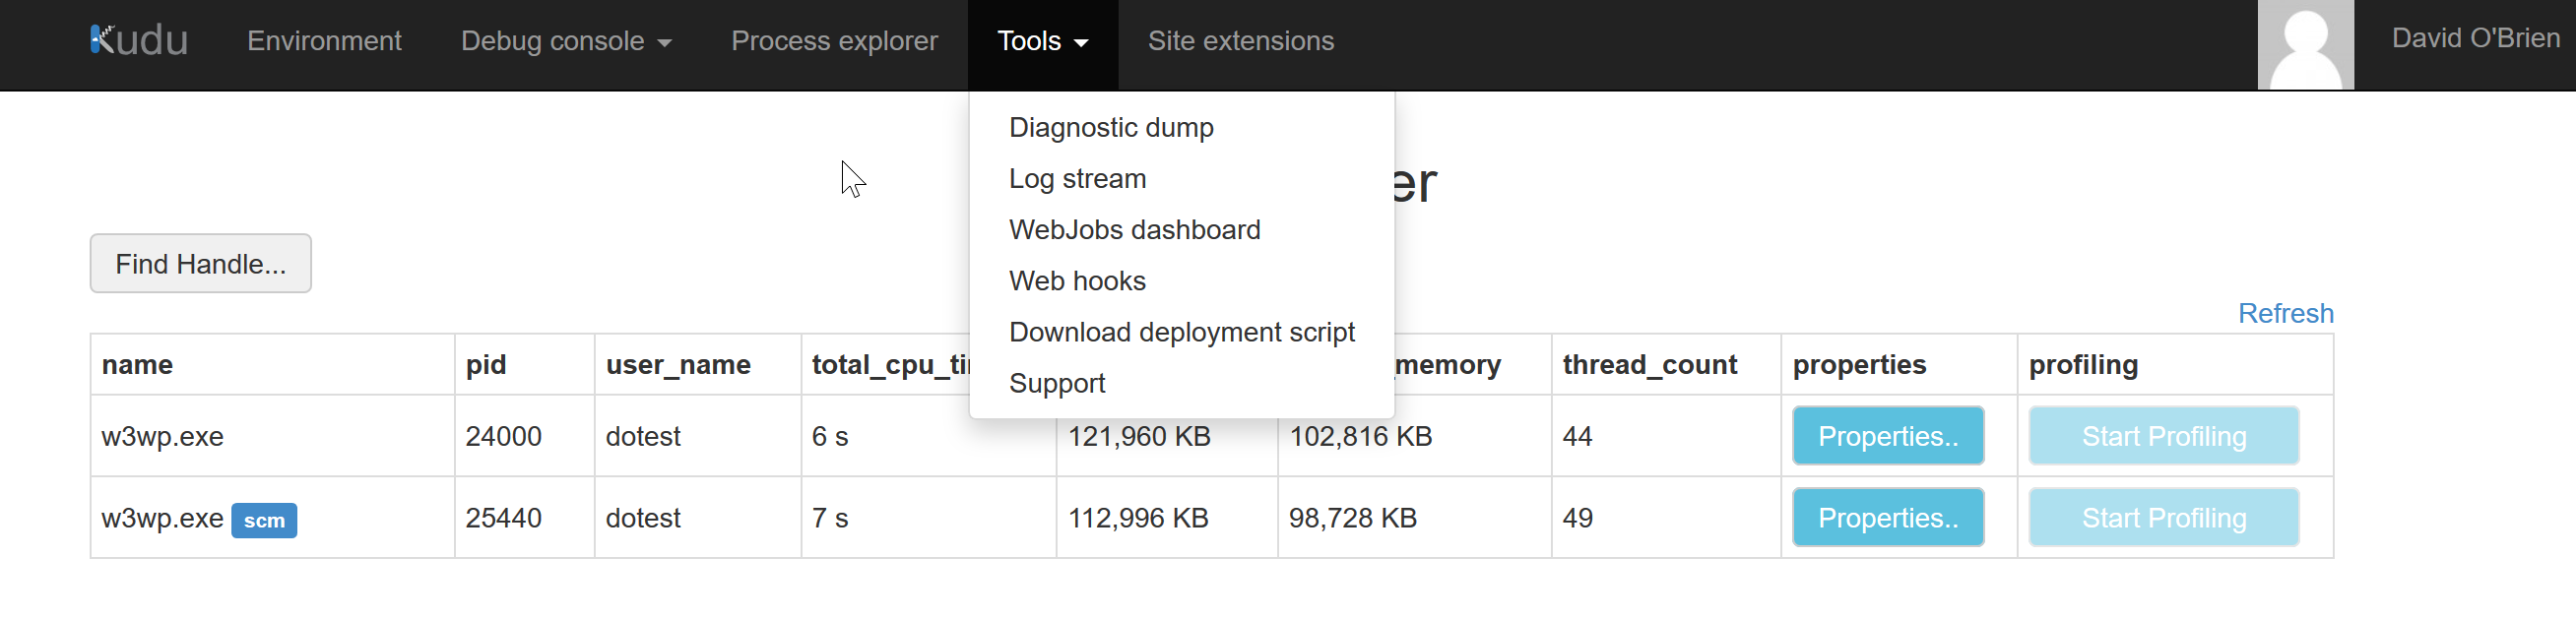 Kudu Environment Debug console Process explorer Tools Site extensions David O'Brien
Diagnostic dump
Log stream
er
WebJobs dashboard
Find Handle...
Web hooks
Refresh
Download deployment script
name pid user_name total_cpu_ti memory thread_count properties profiling
Support
w3wp.exe 24000 dotest 6 s 121,960 KB 102,816 KB 44 Properties.. Start Profiling
w3wp.exe scm 25440 dotest 7 s 112,996 KB 98,728 KB 49 Properties.. Start Profiling